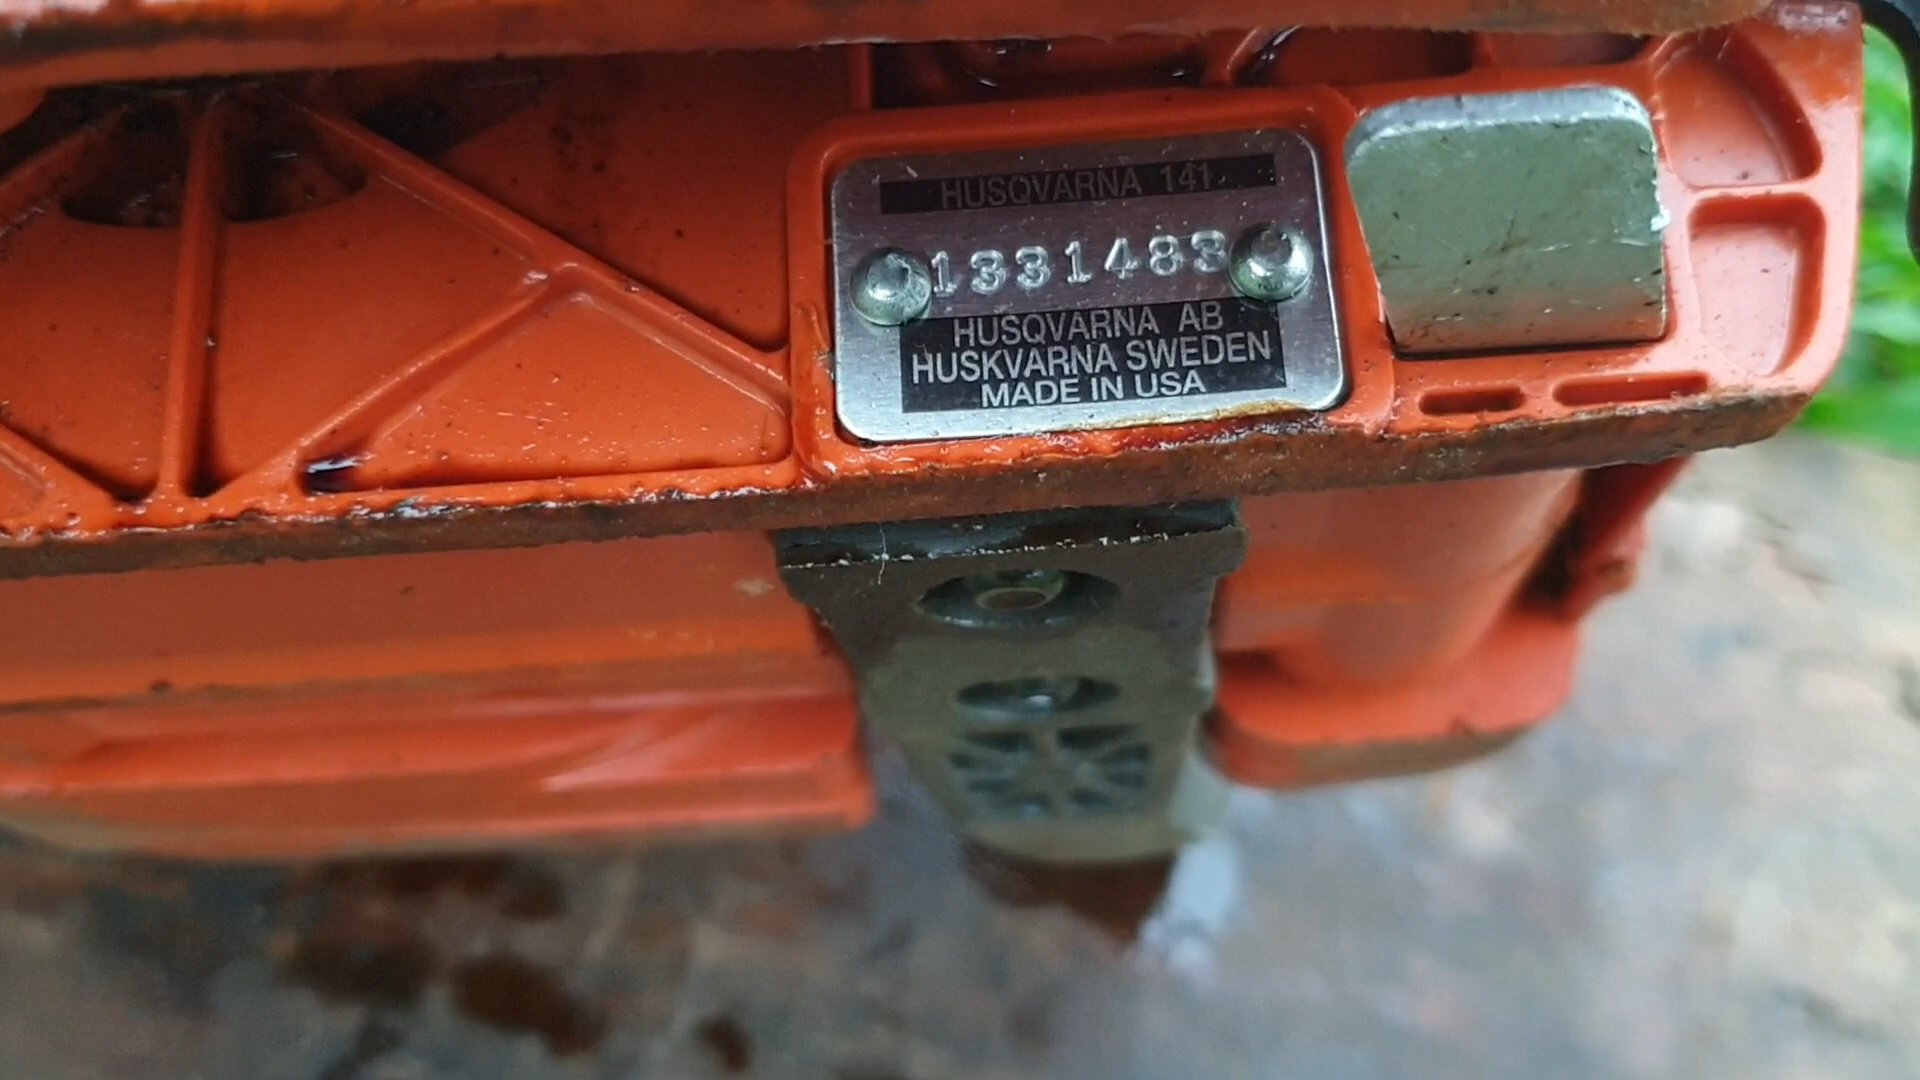 HUSQVARNA 141
1331483
HUSQVARNA AB
HUSKVARNA SWEDEN
MADE IN USA